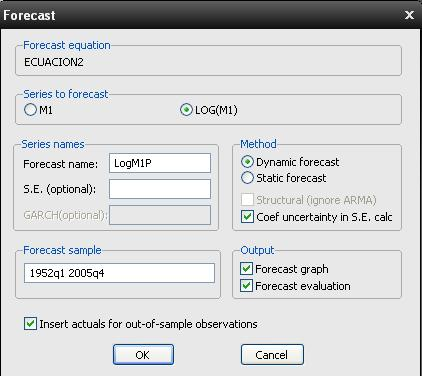 Forecast
X
Forecast equation
ECUACION2
Series to forecast
M1
LOG(M1)
Series names
Forecast name:
LogM1P
S.E. (optional):
GARCH(optional):
Method
Dynamic forecast
Static forecast
Structural (ignore ARMA)
Coef uncertainty in S.E. calc
Forecast sample
1952q1 2005q4
Output
Forecast graph
Forecast evaluation
Insert actuals for out-of-sample observations
OK
Cancel